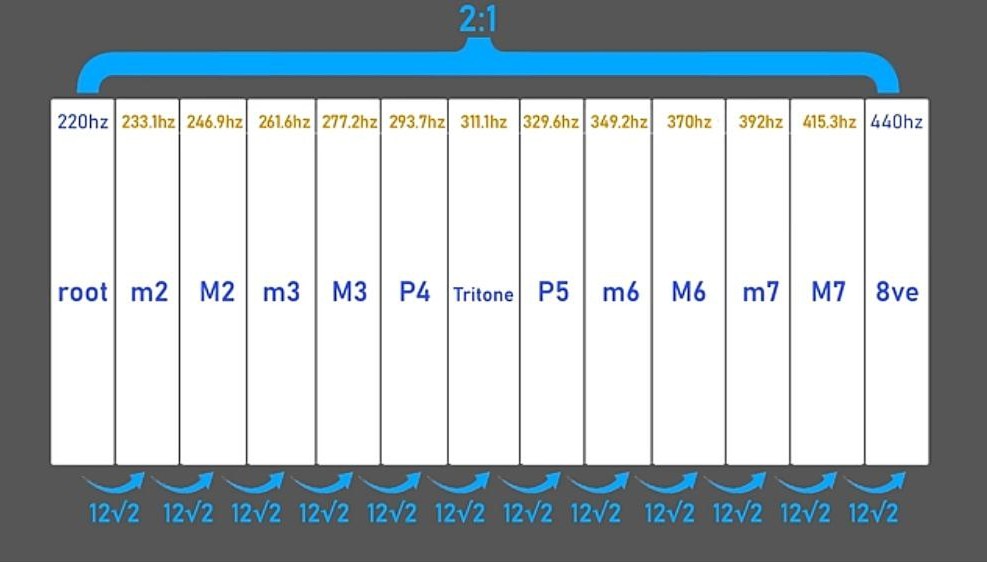 2:1
220hz 233.1hz 246.9hz 261.6hz 277.2hz 293.7hz 311.1hz 329.6hz 349.2hz 370hz 392hz 415.3hz 440hz
root m2 M2 m3 M3 P4 Tritone P5 m6 M6 m7 M7 8ve
12√2 12√2 12√2 12√2 12√2 12√2 12√2 12√2 12√2 12√2 12√2 12√2